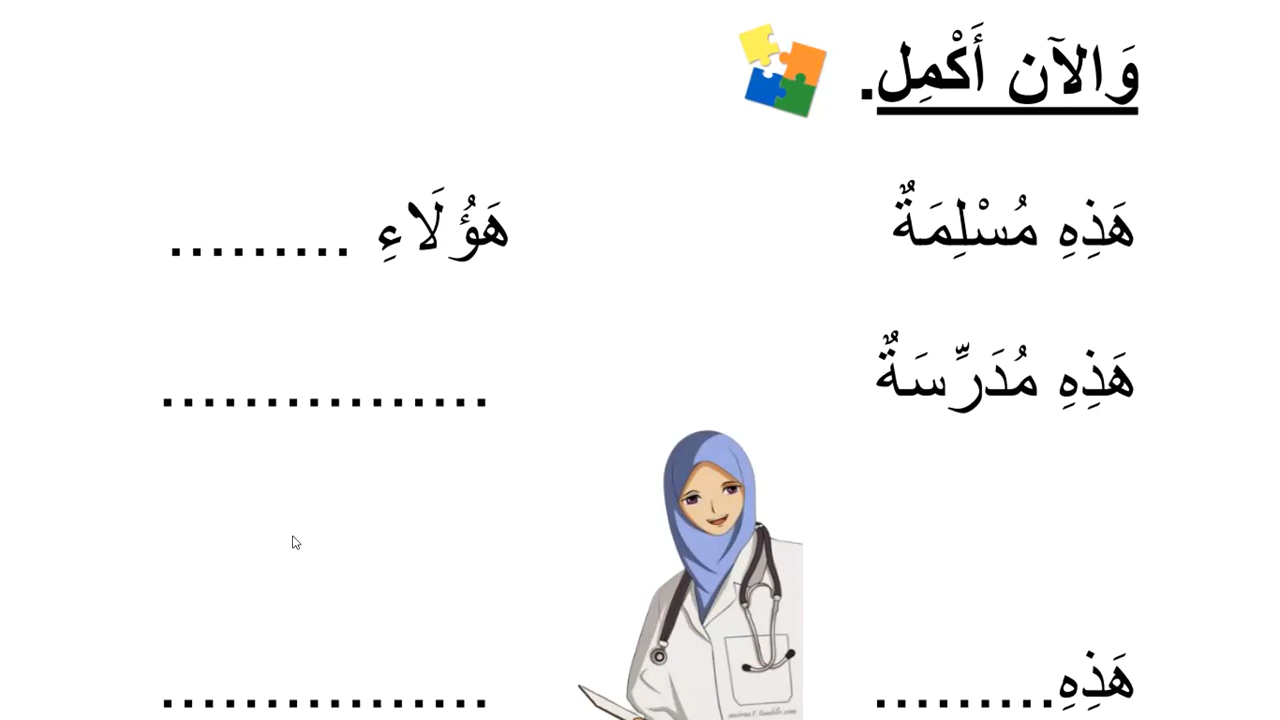 وَالآن أَكْمِل.
هَذِهِ مُسْلِمَةٌ هَؤُلَاءِ .........
هَذِهِ مُدَرِّسَةٌ ................
هَذِهِ......... ................